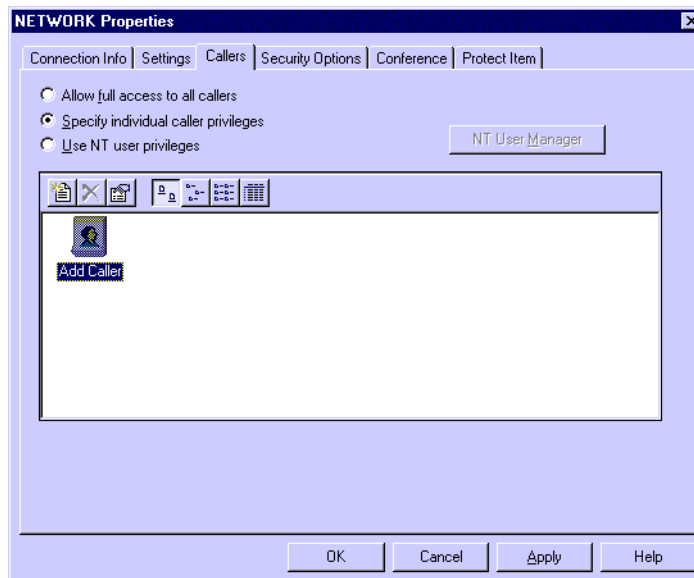 NETWORK Properties
Connection Info Settings Callers Security Options Conference Protect Item
Allow full access to all callers
Specify individual caller privileges
Use NT user privileges
NT User Manager
Add Caller
OK Cancel Apply Help